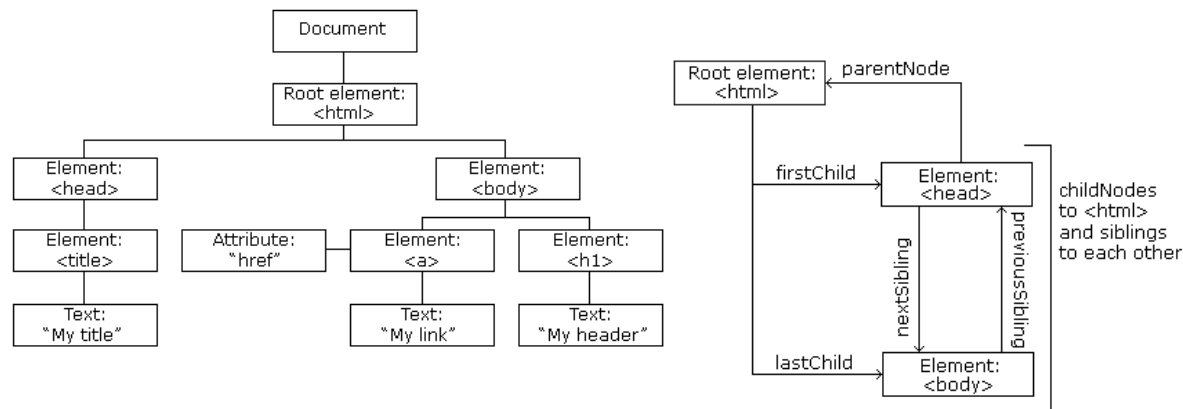 Document
Root element:
<html>
Element:
<head>
Element:
<body>
Element:
<title>
Attribute:
“href”
Element:
<a>
Element:
<h1>
Text:
“My title”
Text:
“My link”
Text:
“My header”
Root element:
<html>
parentNode
firstChild
Element:
<head>
childNodes
to <html>
and siblings
to each other
nextSibling
previousSibling
lastChild
Element:
<body>